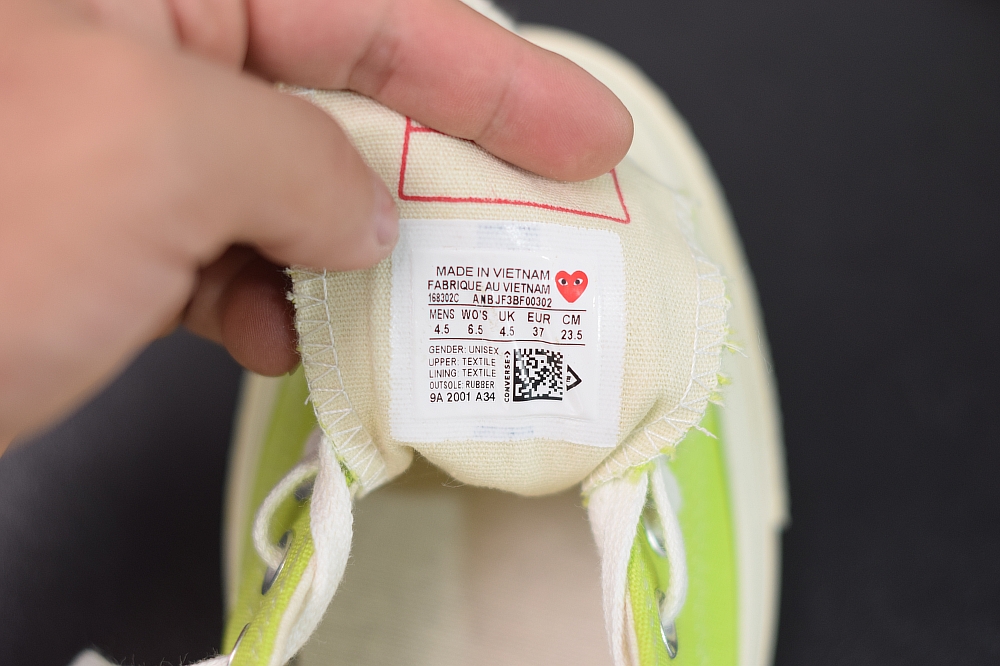 MADE IN VIETNAM
FABRIQUE AU VIETNAM
168302C ANBJF3BF00302
MENS WO'S UK EUR CM
4.5 6.5 4.5 37 23.5
GENDER: UNISEX
UPPER: TEXTILE
LINING: TEXTILE
OUTSOLE: RUBBER
9A 2001 A34
CONVERSE